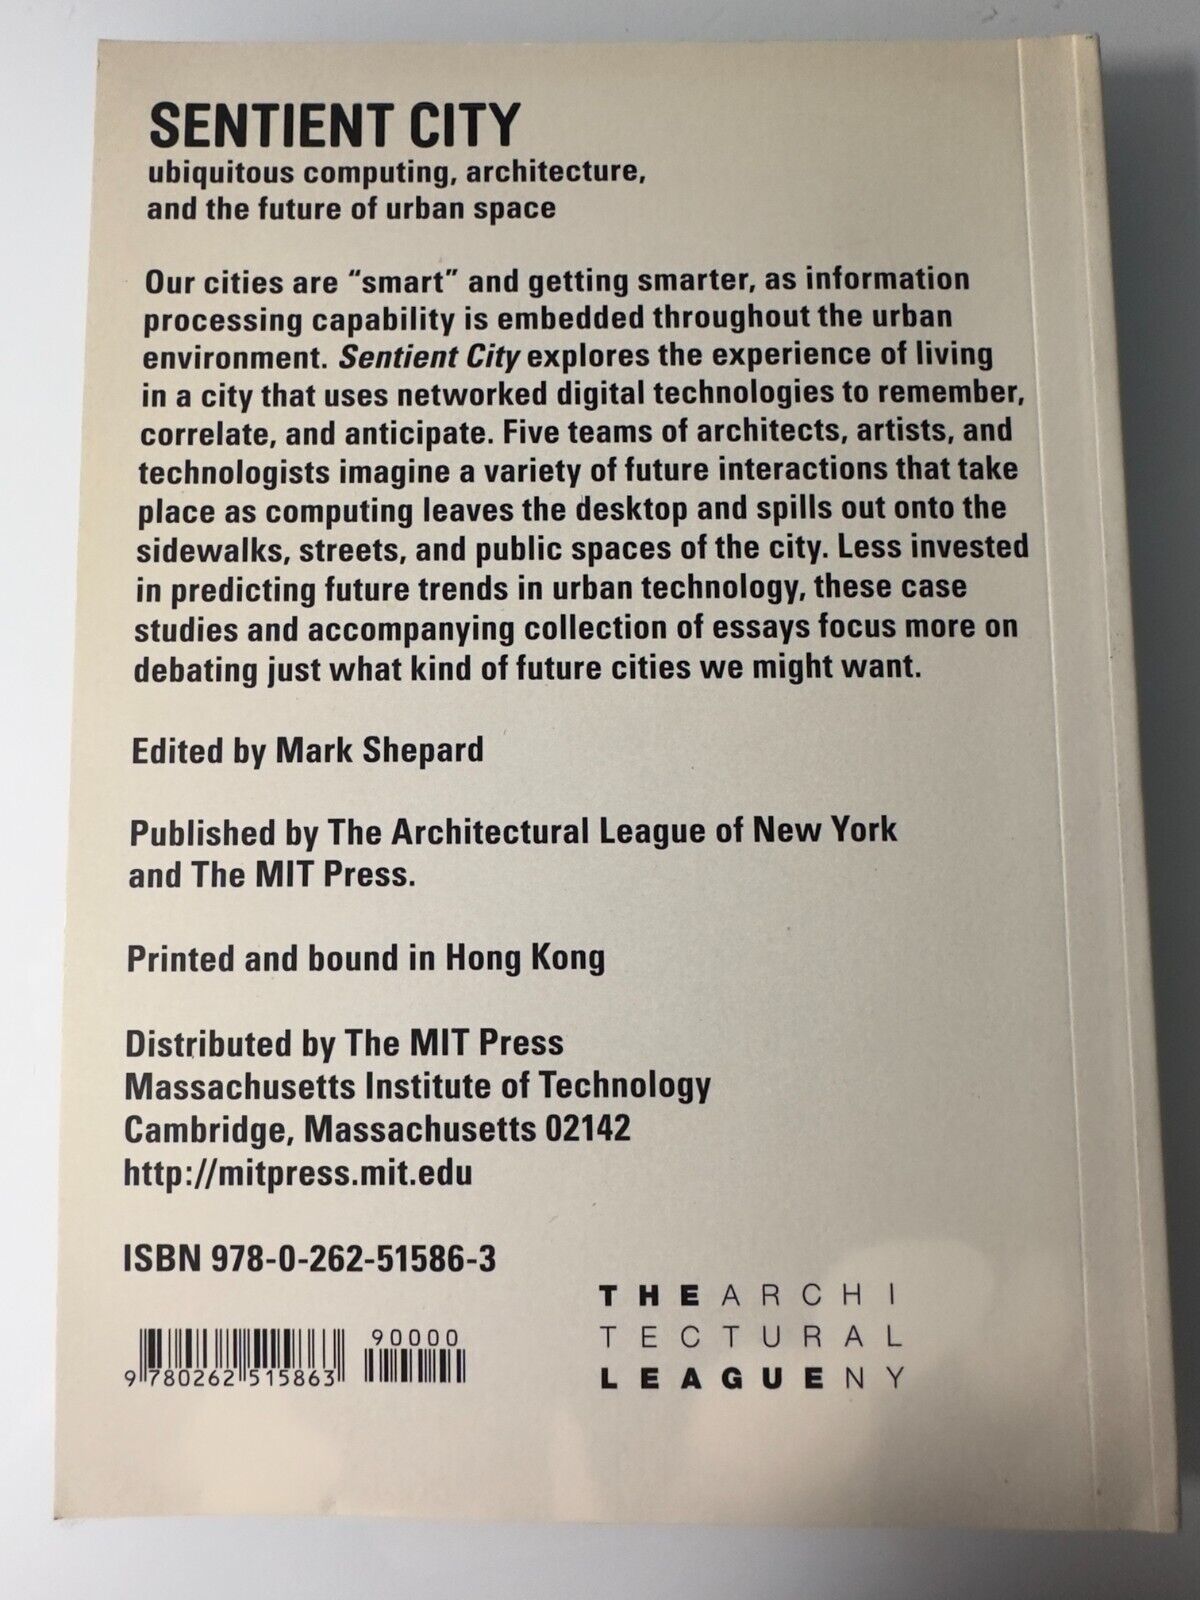 SENTIENT CITY
ubiquitous computing, architecture,
and the future of urban space
Our cities are “smart” and getting smarter, as information
processing capability is embedded throughout the urban
environment. Sentient City explores the experience of living
in a city that uses networked digital technologies to remember,
correlate, and anticipate. Five teams of architects, artists, and
technologists imagine a variety of future interactions that take
place as computing leaves the desktop and spills out onto the
sidewalks, streets, and public spaces of the city. Less invested
in predicting future trends in urban technology, these case
studies and accompanying collection of essays focus more on
debating just what kind of future cities we might want.
Edited by Mark Shepard
Published by The Architectural League of New York
and The MIT Press.
Printed and bound in Hong Kong
Distributed by The MIT Press
Massachusetts Institute of Technology
Cambridge, Massachusetts 02142
http://mitpress.mit.edu
ISBN 978-0-262-51586-3
90000
9 780262 515863
THE ARCHI
TECTURAL
LEAGUE NY